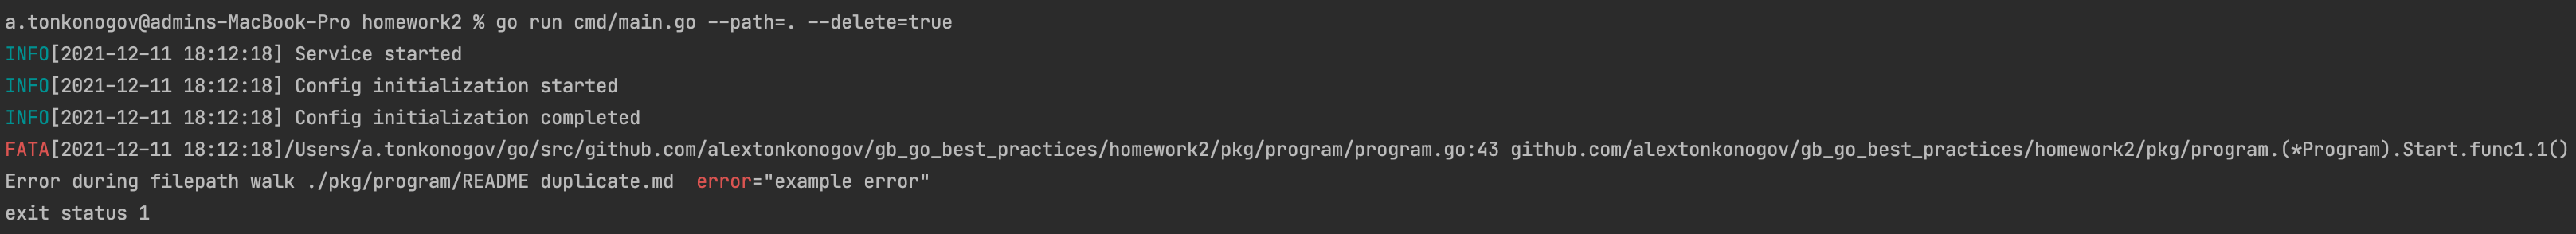 a.tonkonogov@admins-MacBook-Pro homework2 % go run cmd/main.go --path=. --delete=true
INFO[2021-12-11 18:12:18] Service started
INFO[2021-12-11 18:12:18] Config initialization started
INFO[2021-12-11 18:12:18] Config initialization completed
FATA[2021-12-11 18:12:18]/Users/a.tonkonogov/go/src/github.com/alextonkonogov/gb_go_best_practices/homework2/pkg/program/program.go:43 github.com/alextonkonogov/gb_go_best_practices/homework2/pkg/program.(*Program).Start.func1.1()
Error during filepath walk ./pkg/program/README duplicate.md  error="example error"
exit status 1